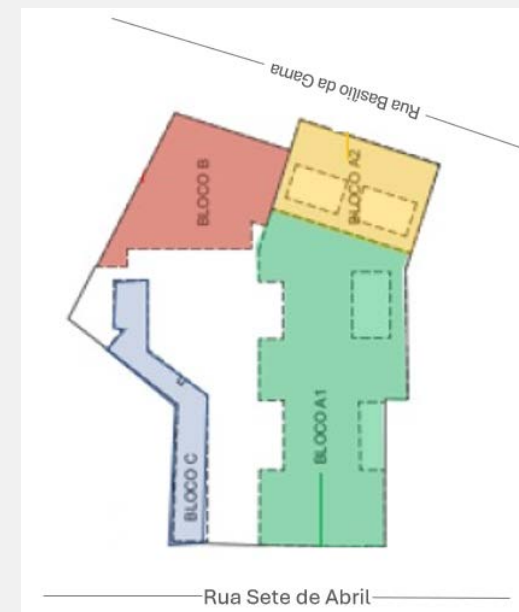 Rua Basílio da Gama
BLOCO B
BLOCO A2
BLOCO A1
BLOCO C
Rua Sete de Abril